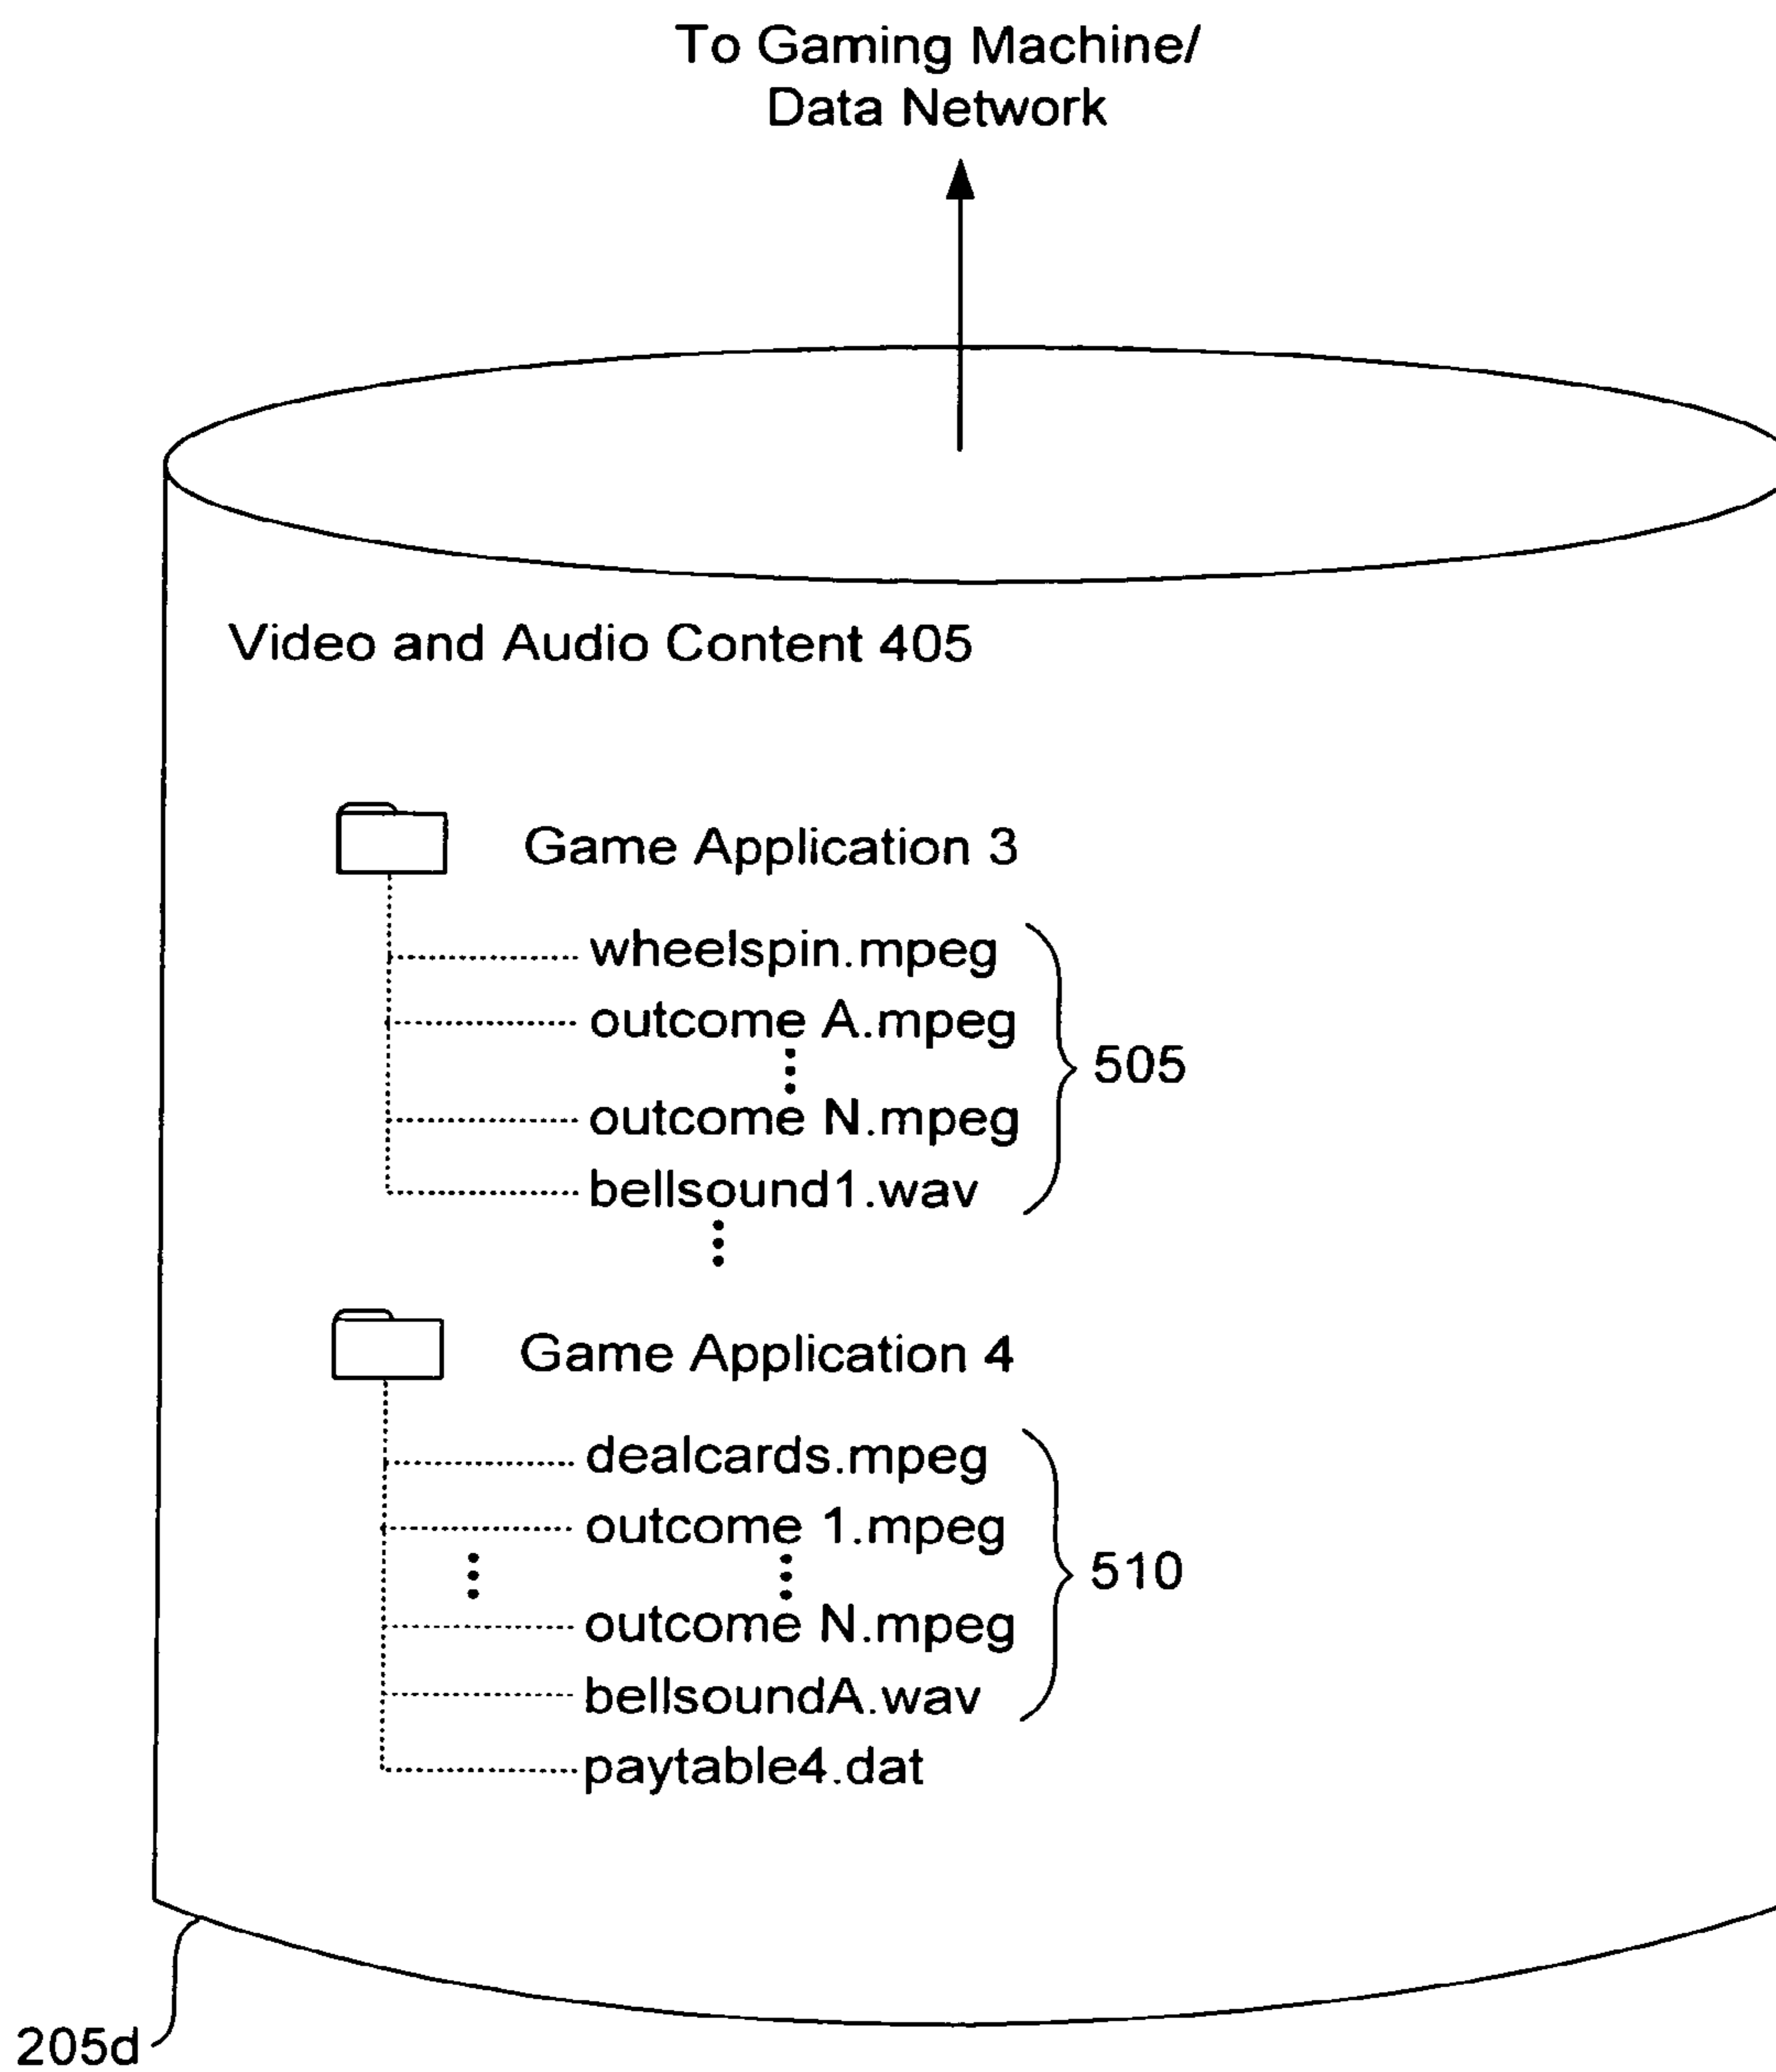 To Gaming Machine/
Data Network
Video and Audio Content 405
Game Application 3
wheelspin.mpeg
outcome A.mpeg
outcome N.mpeg
bellsound1.wav
505
Game Application 4
dealcards.mpeg
outcome 1.mpeg
outcome N.mpeg
bellsoundA.wav
510
paytable4.dat
205d